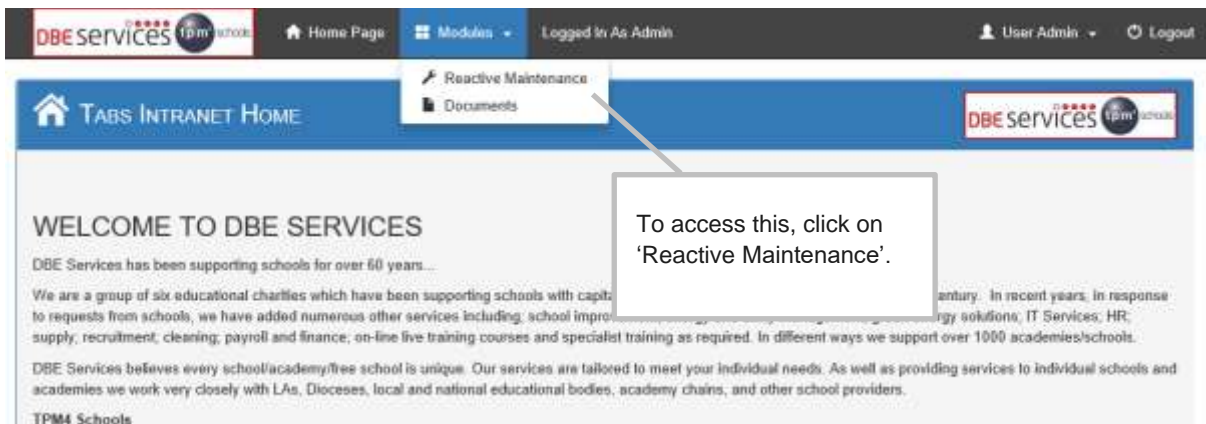 DBE services tpm schools Home Page Modules Logged In As Admin User Admin Logout
Reactive Maintenance
Documents
TABS INTRANET HOME
DBE services tpm schools
To access this, click on
‘Reactive Maintenance’.
WELCOME TO DBE SERVICES
DBE Services has been supporting schools for over 60 years...
We are a group of six educational charities which have been supporting schools with capita entury. In recent years, in response
to requests from schools, we have added numerous other services including; school impro rgy solutions; IT Services; HR;
supply; recruitment; cleaning; payroll and finance; on-line live training courses and specialist training as required. In different ways we support over 1000 academies/schools.
DBE Services believes every school/academy/free school is unique. Our services are tailored to meet your individual needs. As well as providing services to individual schools and
academies we work very closely with LAs, Dioceses, local and national educational bodies, academy chains, and other school providers.
TPM4 Schools